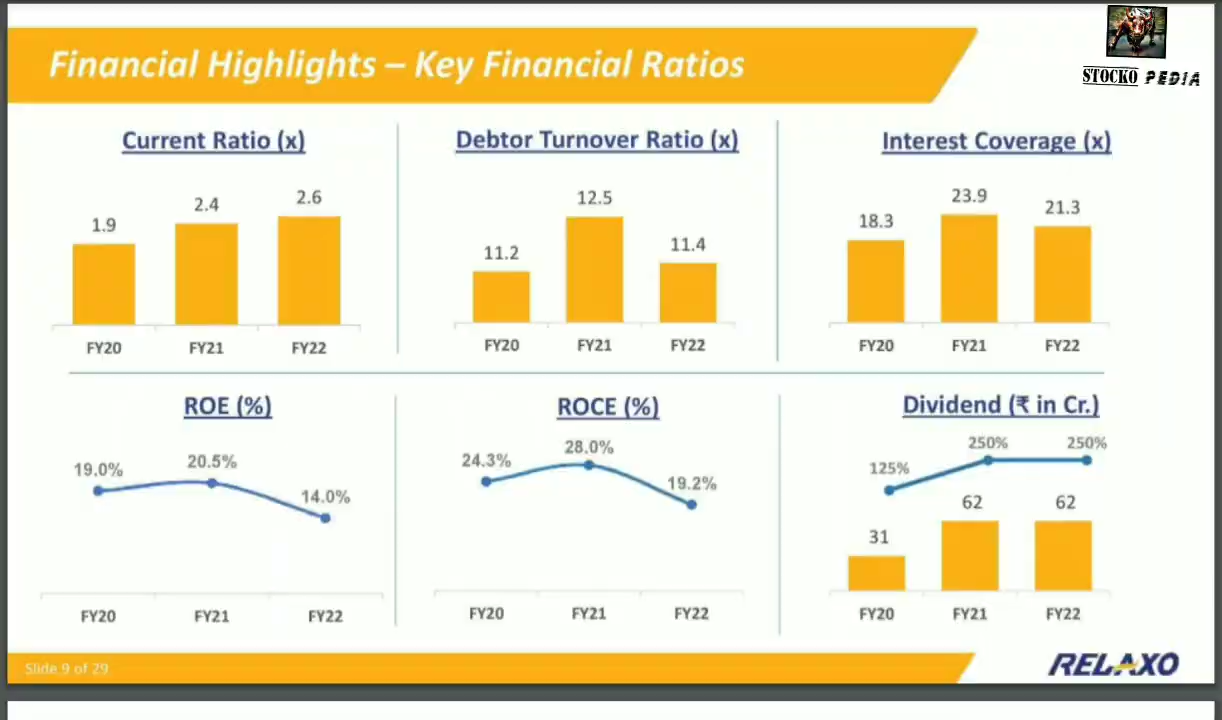 Financial Highlights – Key Financial Ratios
STOCKO PEDIA
Current Ratio (x)
1.9
2.4
2.6
FY20
FY21
FY22
Debtor Turnover Ratio (x)
11.2
12.5
11.4
FY20
FY21
FY22
Interest Coverage (x)
18.3
23.9
21.3
FY20
FY21
FY22
ROE (%)
19.0%
20.5%
14.0%
FY20
FY21
FY22
ROCE (%)
24.3%
28.0%
19.2%
FY20
FY21
FY22
Dividend (₹ in Cr.)
125%
250%
250%
31
62
62
FY20
FY21
FY22
Slide 9 of 29
RELAXO